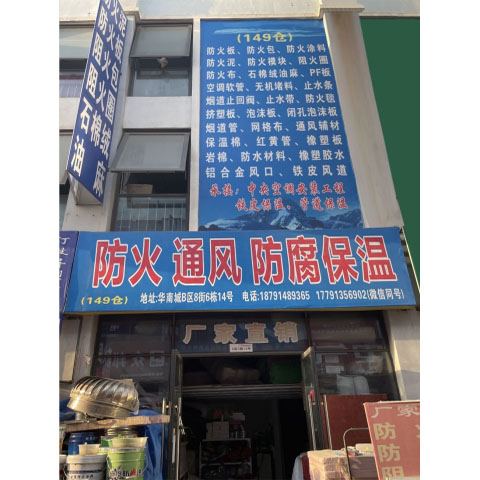 (149仓)
防火板、防火包、防火涂料
防火泥、防火模块、阻火圈
防火布、石棉绒油麻、PF板
空调软管、无机堵料、止水条
烟道止回阀、止水带、防火毯
挤塑板、泡沫板、闭孔泡沫板
烟道管、网格布、通风辅材
保温棉、红黄管、橡塑板
岩棉、防水材料、橡塑胶水
铝合金风口、铁皮风道
承接：中央空调安装工程
铁皮保温、管道保温
防火 通风 防腐保温
(149仓)
地址:华南城B区8街6栋14号 电话:18791489365 17791356902(微信同号)
厂家直销
石棉绒
油麻
厂家
防
防
阻